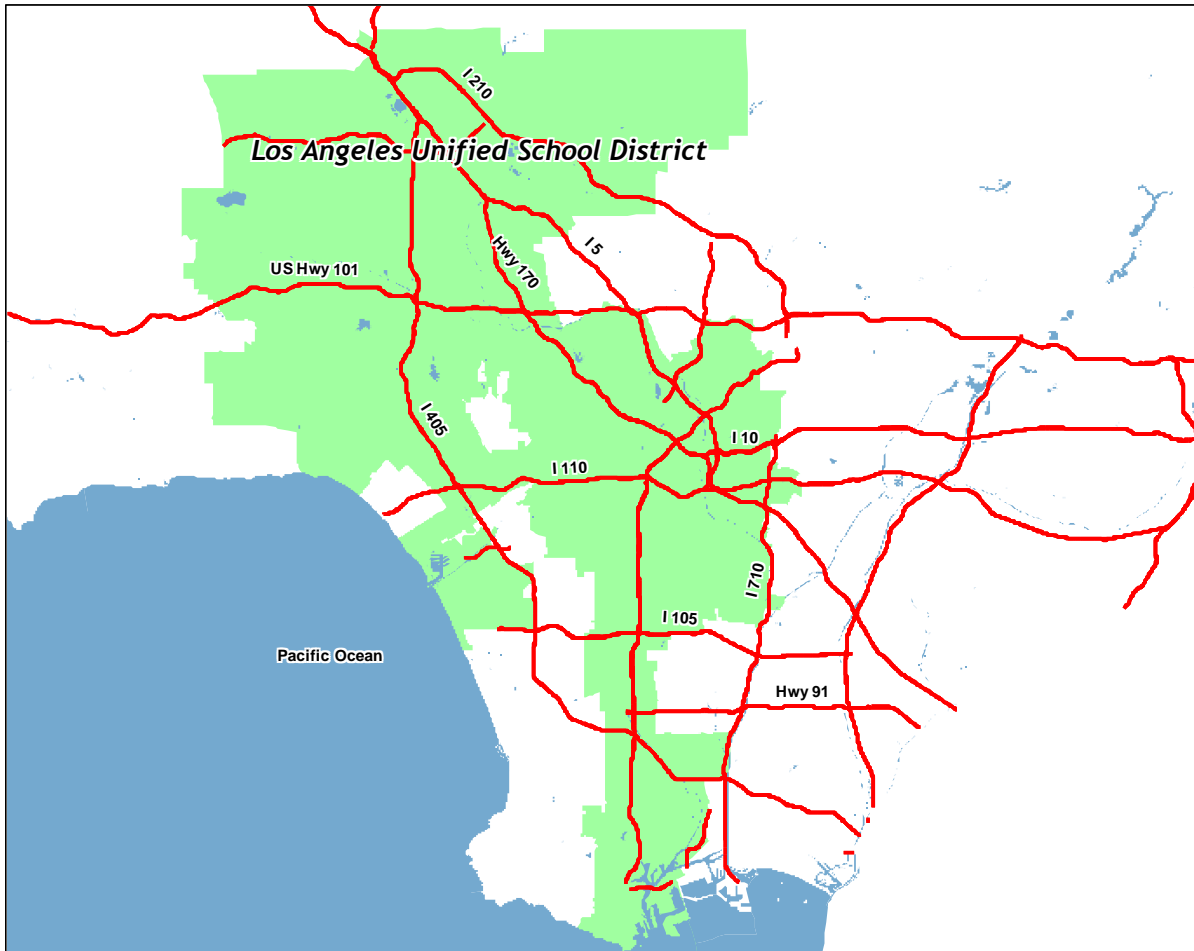 I 210
Los Angeles Unified School District
I 5
Hwy 170
US Hwy 101
I 405
I 10
I 110
I 710
I 105
Pacific Ocean
Hwy 91